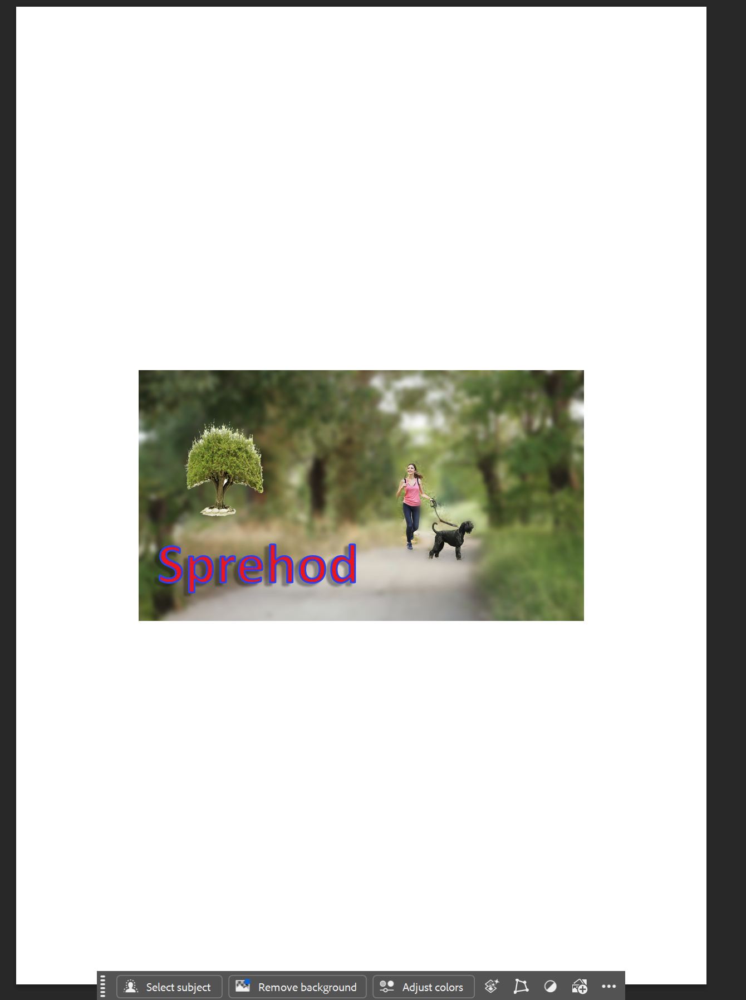 Sprehod
Select subject
Remove background
Adjust colors